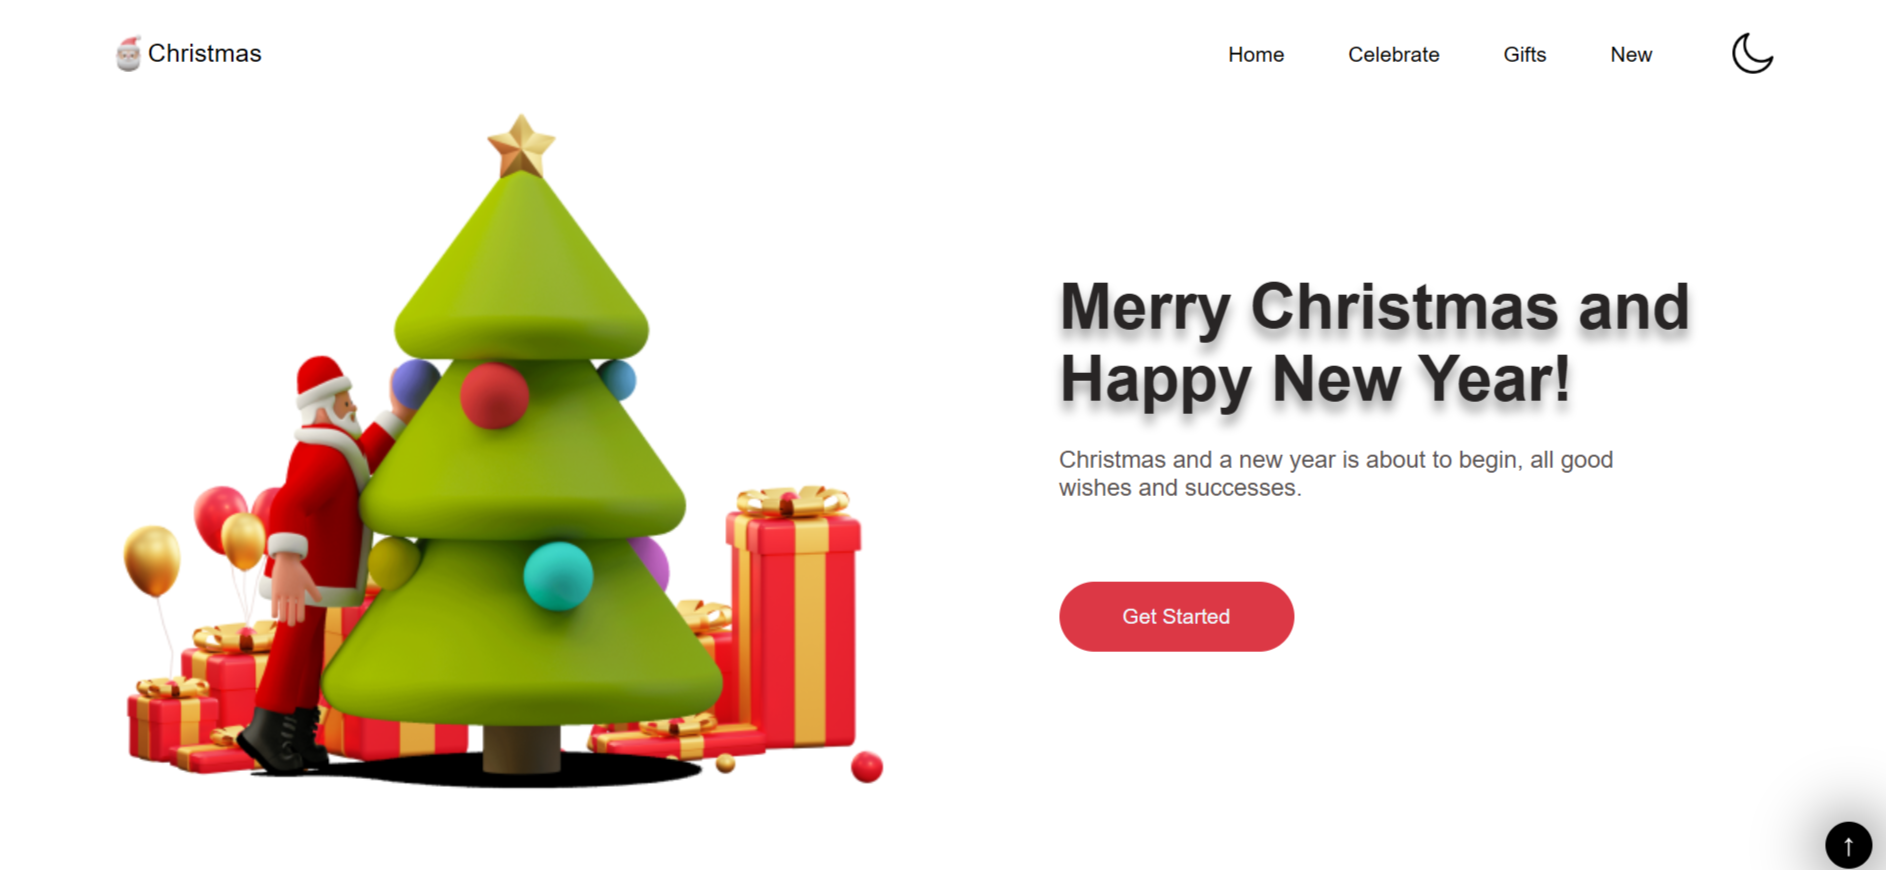 Christmas
Home
Celebrate
Gifts
New
Merry Christmas and
Happy New Year!
Christmas and a new year is about to begin, all good
wishes and successes.
Get Started
↑